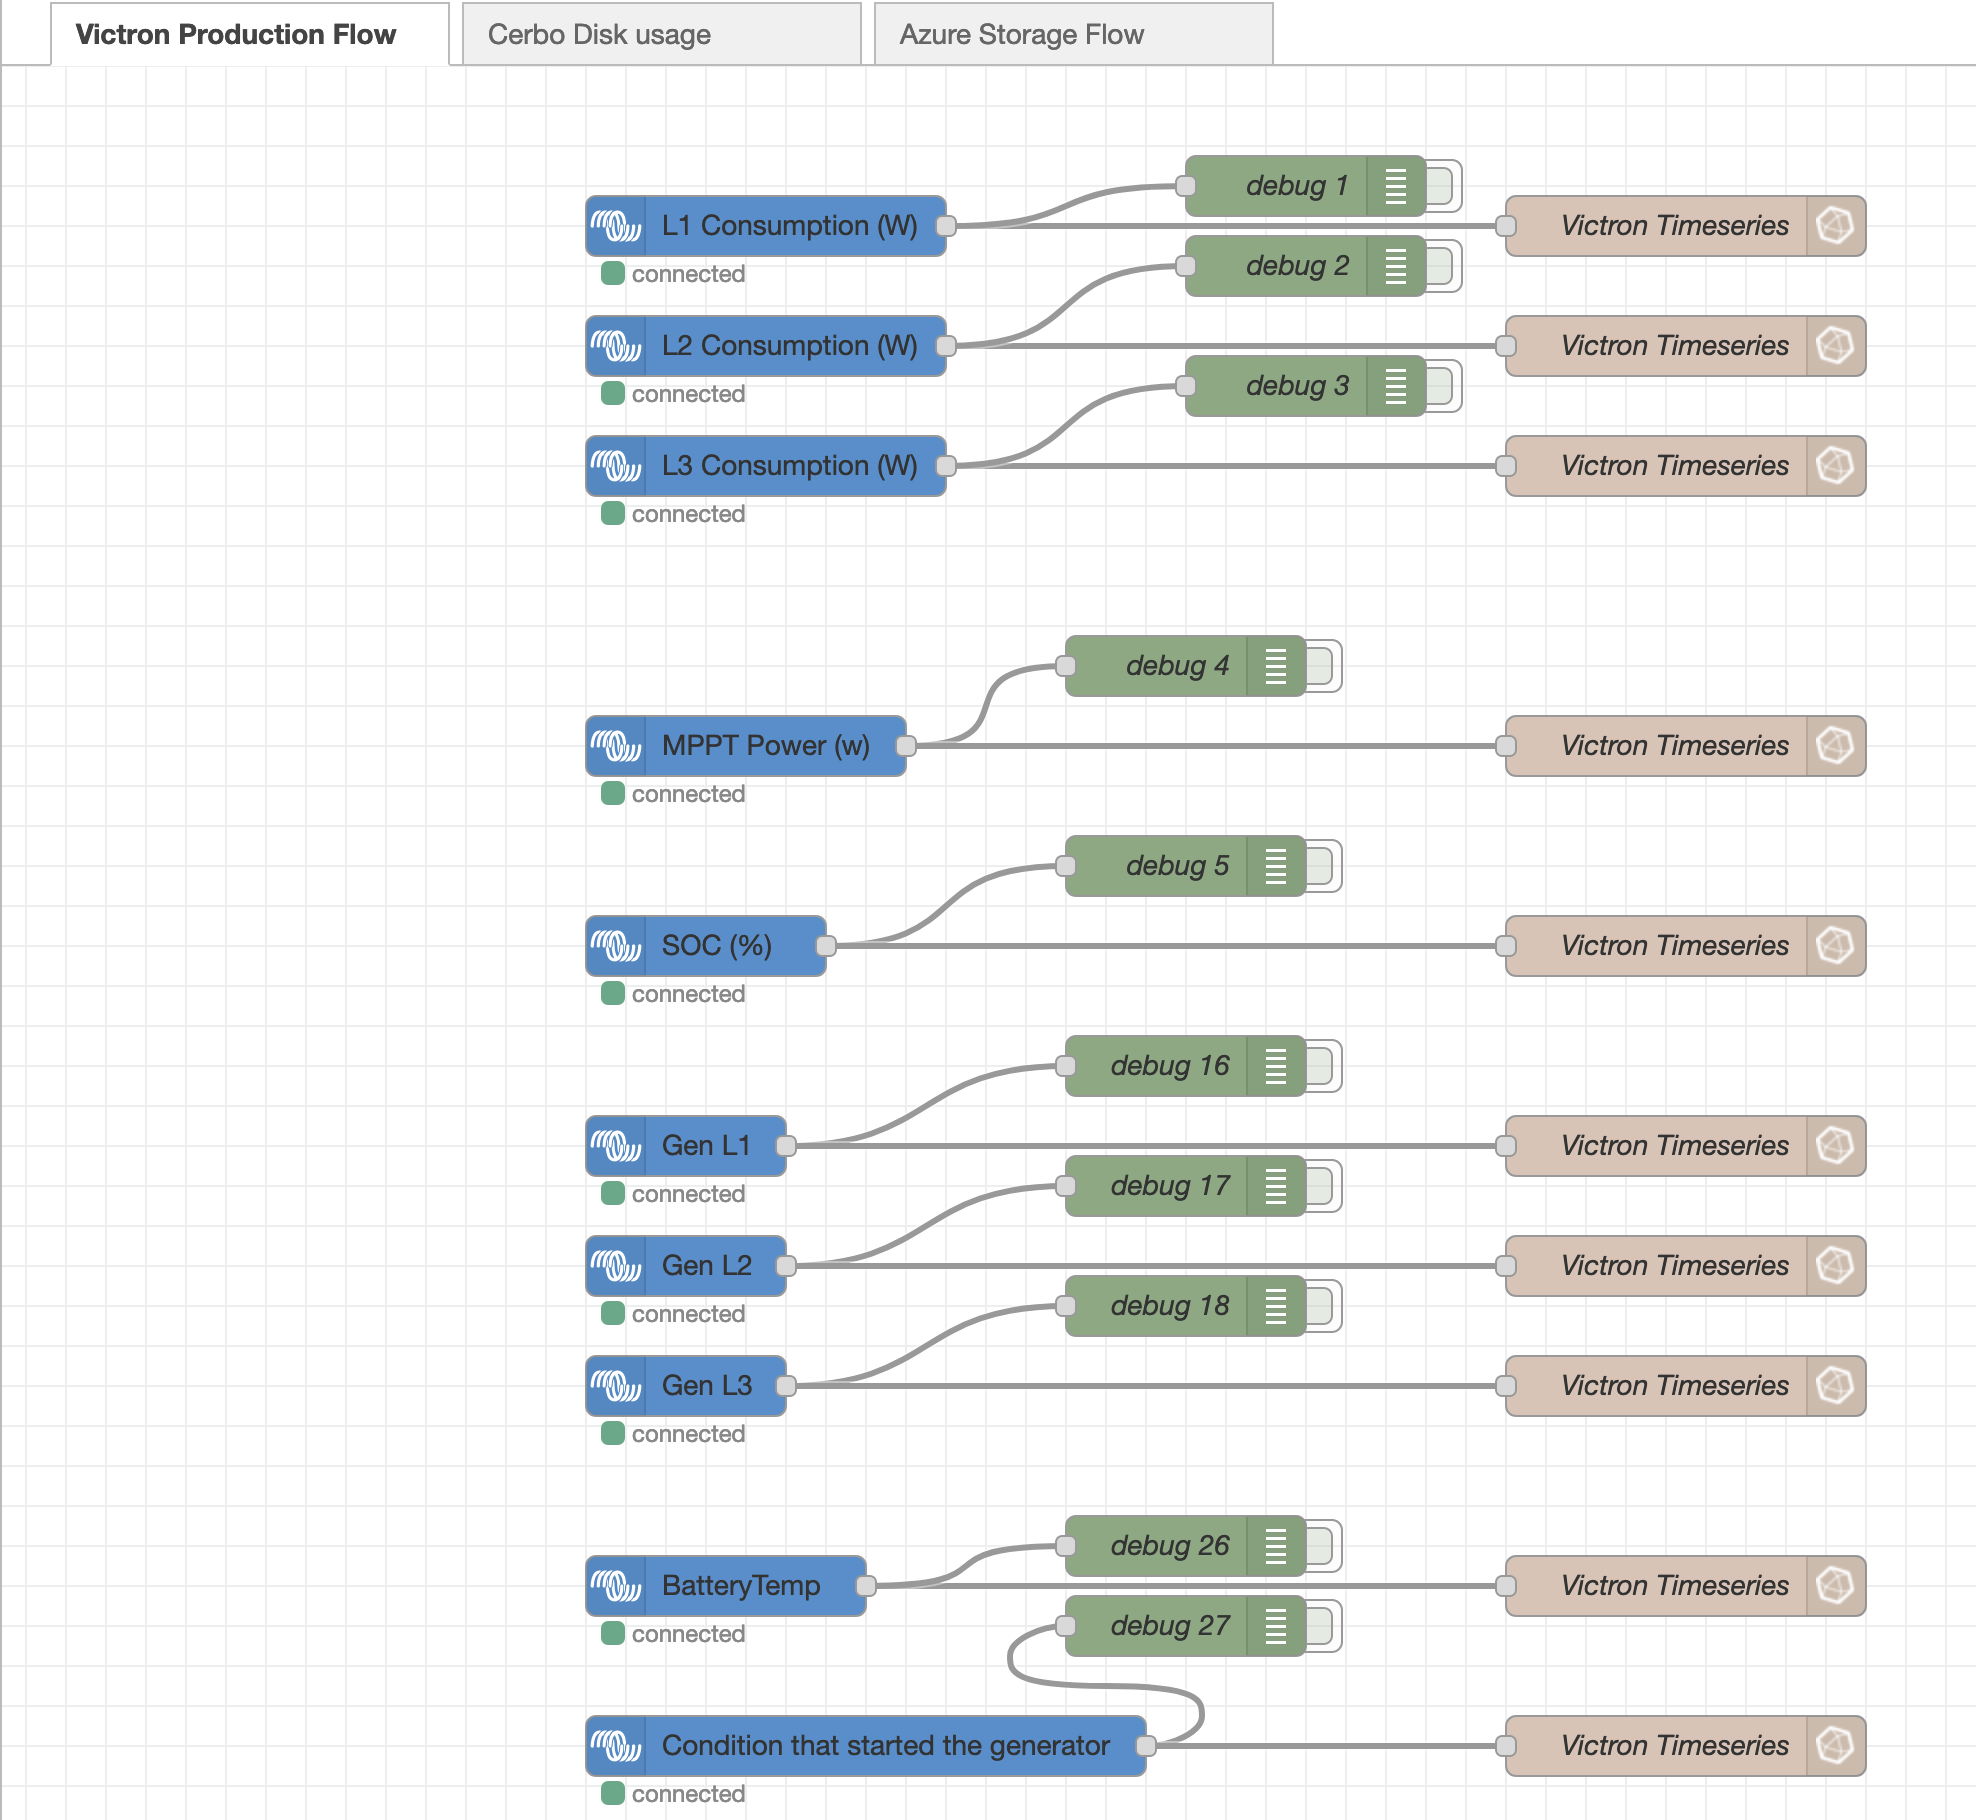 Victron Production Flow
Cerbo Disk usage
Azure Storage Flow
debug 1
L1 Consumption (W)
Victron Timeseries
connected
debug 2
L2 Consumption (W)
Victron Timeseries
connected
debug 3
L3 Consumption (W)
Victron Timeseries
connected
debug 4
MPPT Power (w)
Victron Timeseries
connected
debug 5
SOC (%)
Victron Timeseries
connected
debug 16
Gen L1
Victron Timeseries
connected
debug 17
Gen L2
Victron Timeseries
connected
debug 18
Gen L3
Victron Timeseries
connected
debug 26
BatteryTemp
Victron Timeseries
connected
debug 27
Condition that started the generator
Victron Timeseries
connected